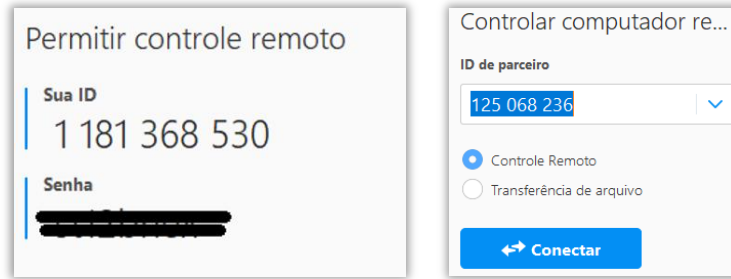 Permitir controle remoto
Sua ID
1 181 368 530
Senha
Controlar computador re...
ID de parceiro
125 068 236
Controle Remoto
Transferência de arquivo
Conectar